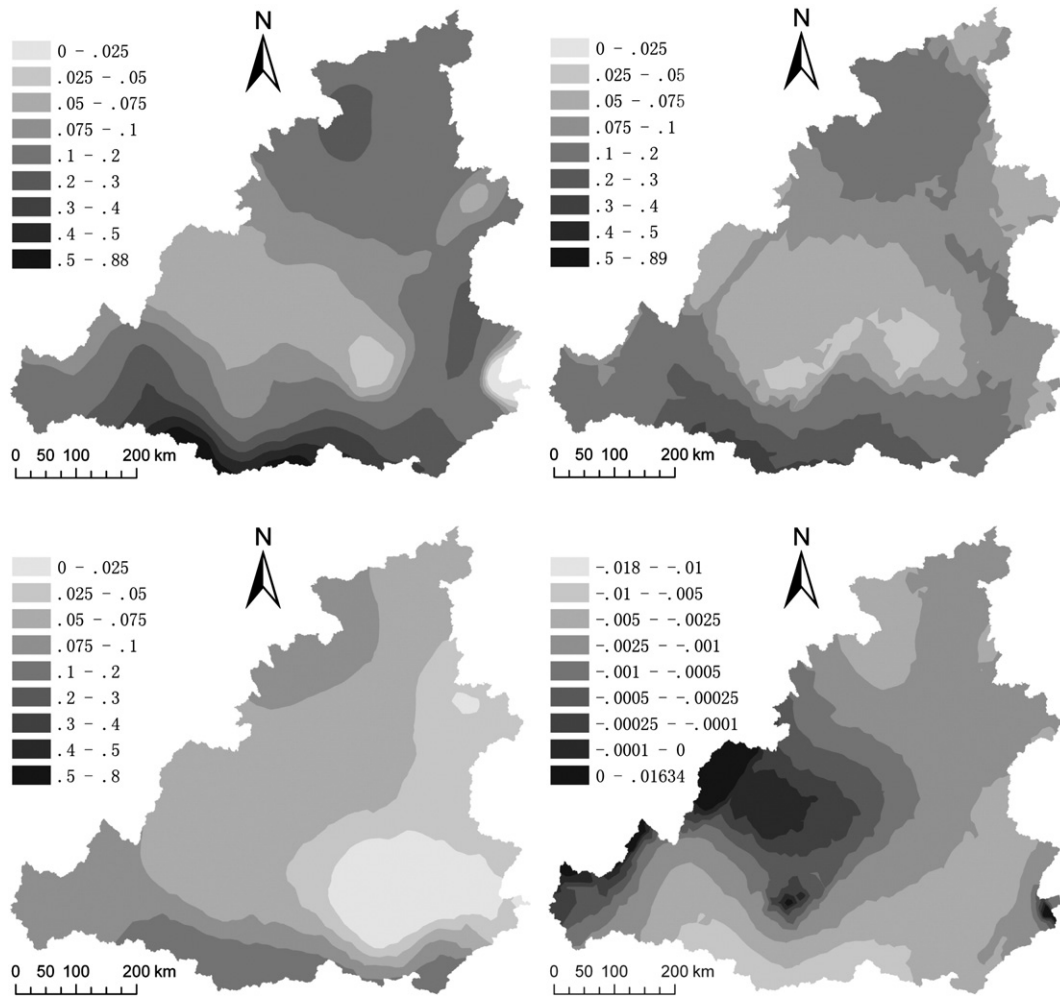 N
0 - .025
.025 - .05
.05 - .075
.075 - .1
.1 - .2
.2 - .3
.3 - .4
.4 - .5
.5 - .88
0 50 100 200 km
N
0 - .025
.025 - .05
.05 - .075
.075 - .1
.1 - .2
.2 - .3
.3 - .4
.4 - .5
.5 - .89
0 50 100 200 km
N
0 - .025
.025 - .05
.05 - .075
.075 - .1
.1 - .2
.2 - .3
.3 - .4
.4 - .5
.5 - .8
0 50 100 200 km
N
-.018 - -.01
-.01 - -.005
-.005 - -.0025
-.0025 - -.001
-.001 - -.0005
-.0005 - -.00025
-.00025 - -.0001
-.0001 - 0
0 - .01634
0 50 100 200 km